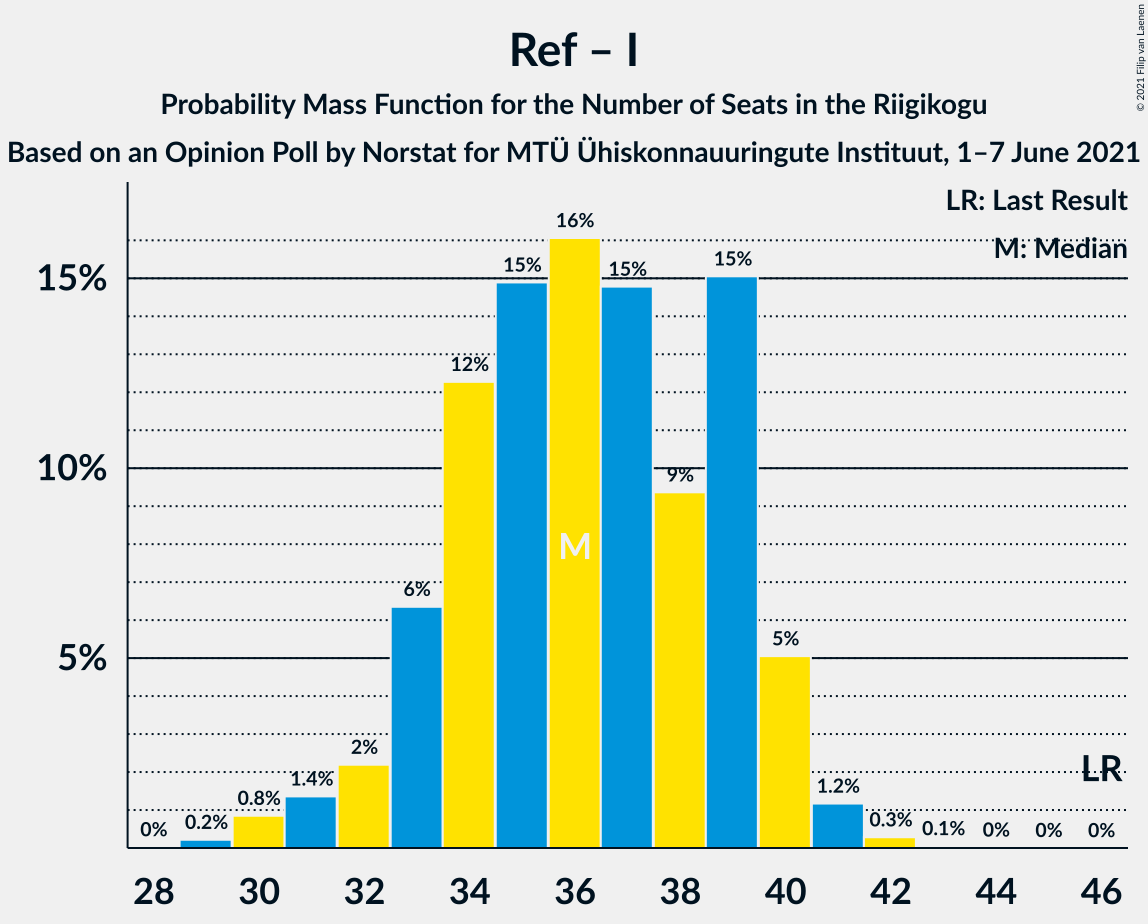 Ref – I
Probability Mass Function for the Number of Seats in the Riigikogu
Based on an Opinion Poll by Norstat for MTÜ Ühiskonnauuringute Instituut, 1–7 June 2021
© 2021 Filip van Laenen
LR: Last Result
M: Median
15%
10%
5%
0%
0.2%
0.8%
1.4%
2%
6%
12%
15%
16%
15%
9%
15%
5%
1.2%
0.3%
0.1%
0%
0%
0%
M
LR
28 30 32 34 36 38 40 42 44 46